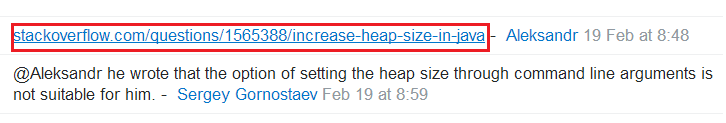 stackoverflow.com/questions/1565388/increase-heap-size-in-java - Aleksandr 19 Feb at 8:48
@Aleksandr he wrote that the option of setting the heap size through command line arguments is
not suitable for him. - Sergey Gornostaev Feb 19 at 8:59